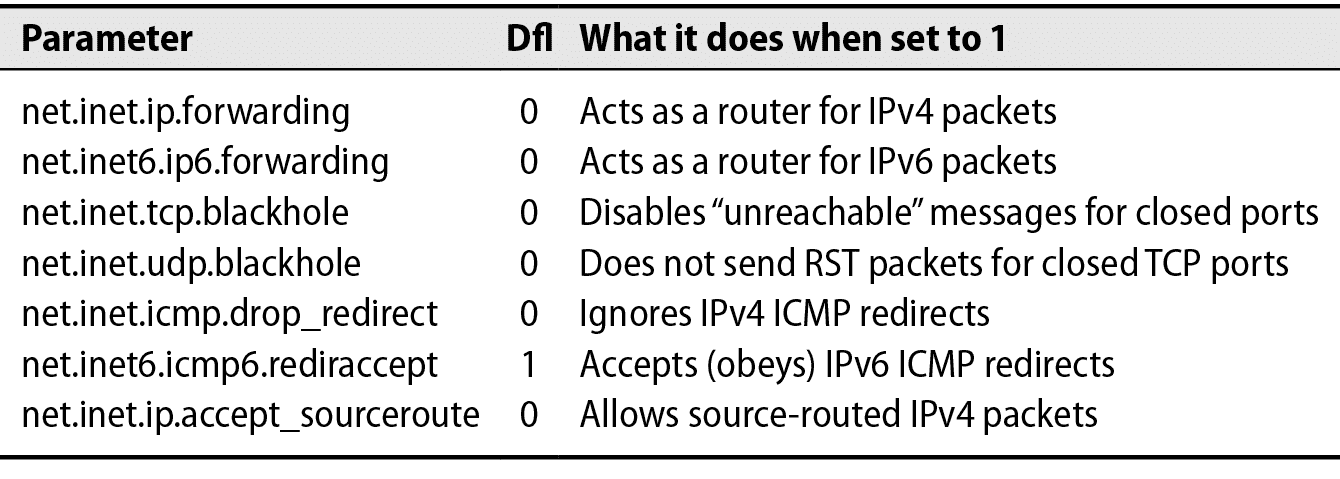 Parameter Dfl What it does when set to 1
net.inet.ip.forwarding 0 Acts as a router for IPv4 packets
net.inet6.ip6.forwarding 0 Acts as a router for IPv6 packets
net.inet.tcp.blackhole 0 Disables “unreachable” messages for closed ports
net.inet.udp.blackhole 0 Does not send RST packets for closed TCP ports
net.inet.icmp.drop_redirect 0 Ignores IPv4 ICMP redirects
net.inet6.icmp6.rediraccept 1 Accepts (obeys) IPv6 ICMP redirects
net.inet.ip.accept_sourceroute 0 Allows source-routed IPv4 packets